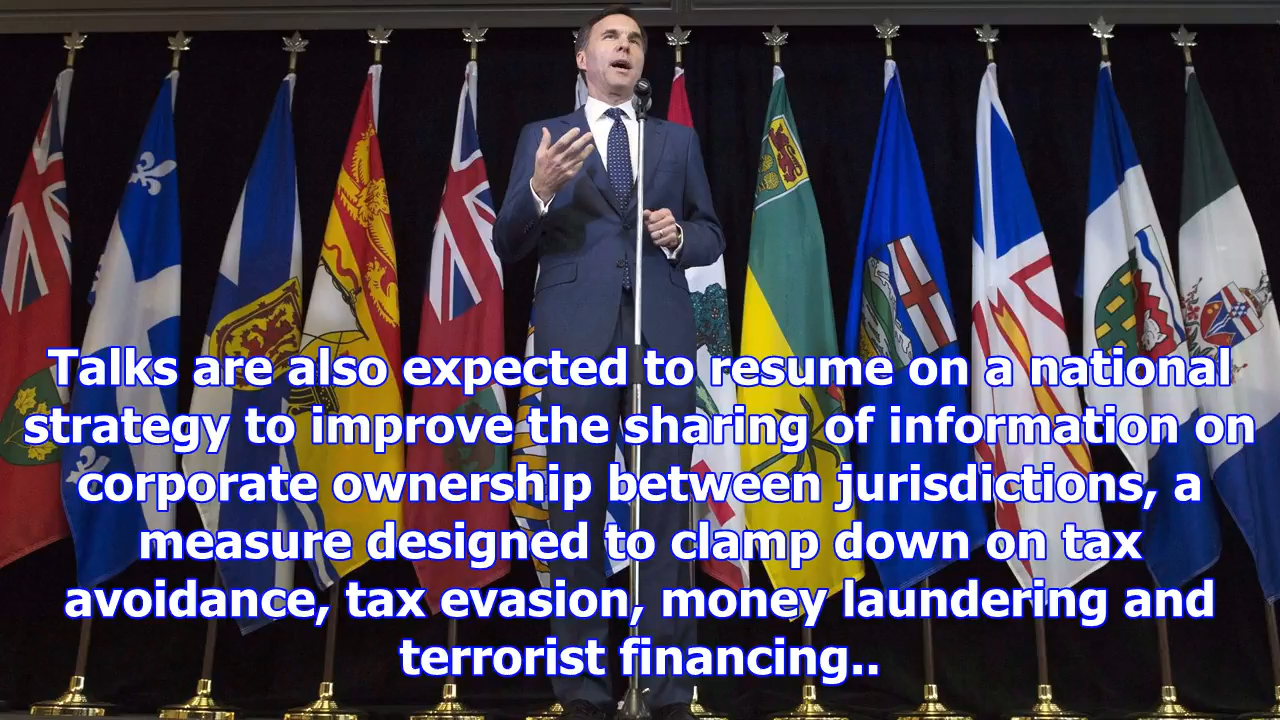 Talks are also expected to resume on a national
strategy to improve the sharing of information on
corporate ownership between jurisdictions, a
measure designed to clamp down on tax
avoidance, tax evasion, money laundering and
terrorist financing..